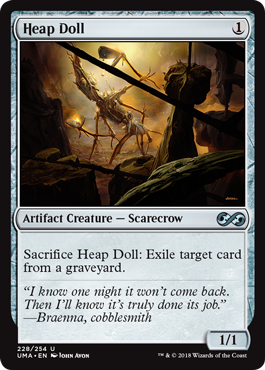 Heap Doll 1
Artifact Creature — Scarecrow
Sacrifice Heap Doll: Exile target card
from a graveyard.
“I know one night it won’t come back.
Then I’ll know it’s truly done its job.”
—Braenna, cobblesmith
1/1
228/254 U
UMA • EN John Avon ™ & © 2018 Wizards of the Coast